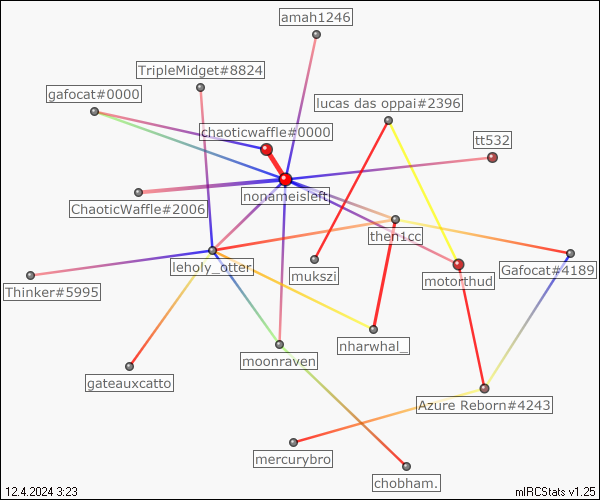 amah1246
TripleMidget#8824
gafocat#0000
lucas das oppai#2396
chaoticwaffle#0000
tt532
nonameisleft
ChaoticWaffle#2006
then1cc
leholy_otter
Gafocat#4189
mukszi
motorthud
Thinker#5995
nharwhal_
moonraven
gateauxcatto
Azure Reborn#4243
mercurybro
chobham.
12.4.2024 3:23
mIRCStats v1.25